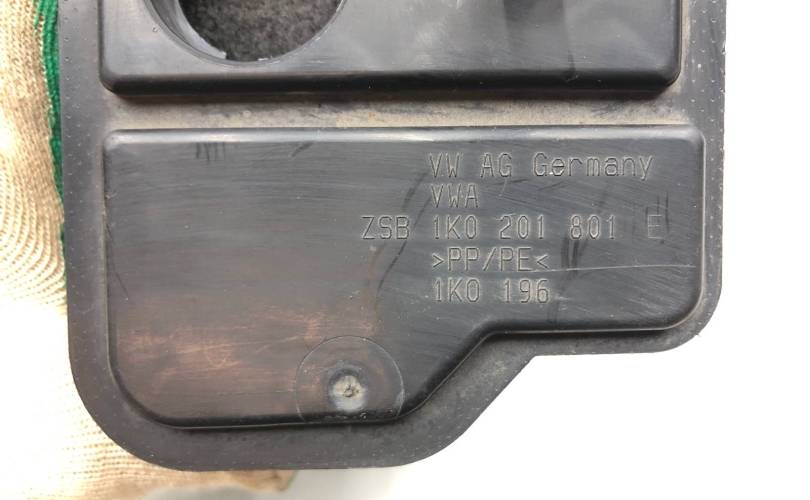 VW AG Germany
VWA
ZSB 1K0 201 801 E
>PP/PE<
1K0 196